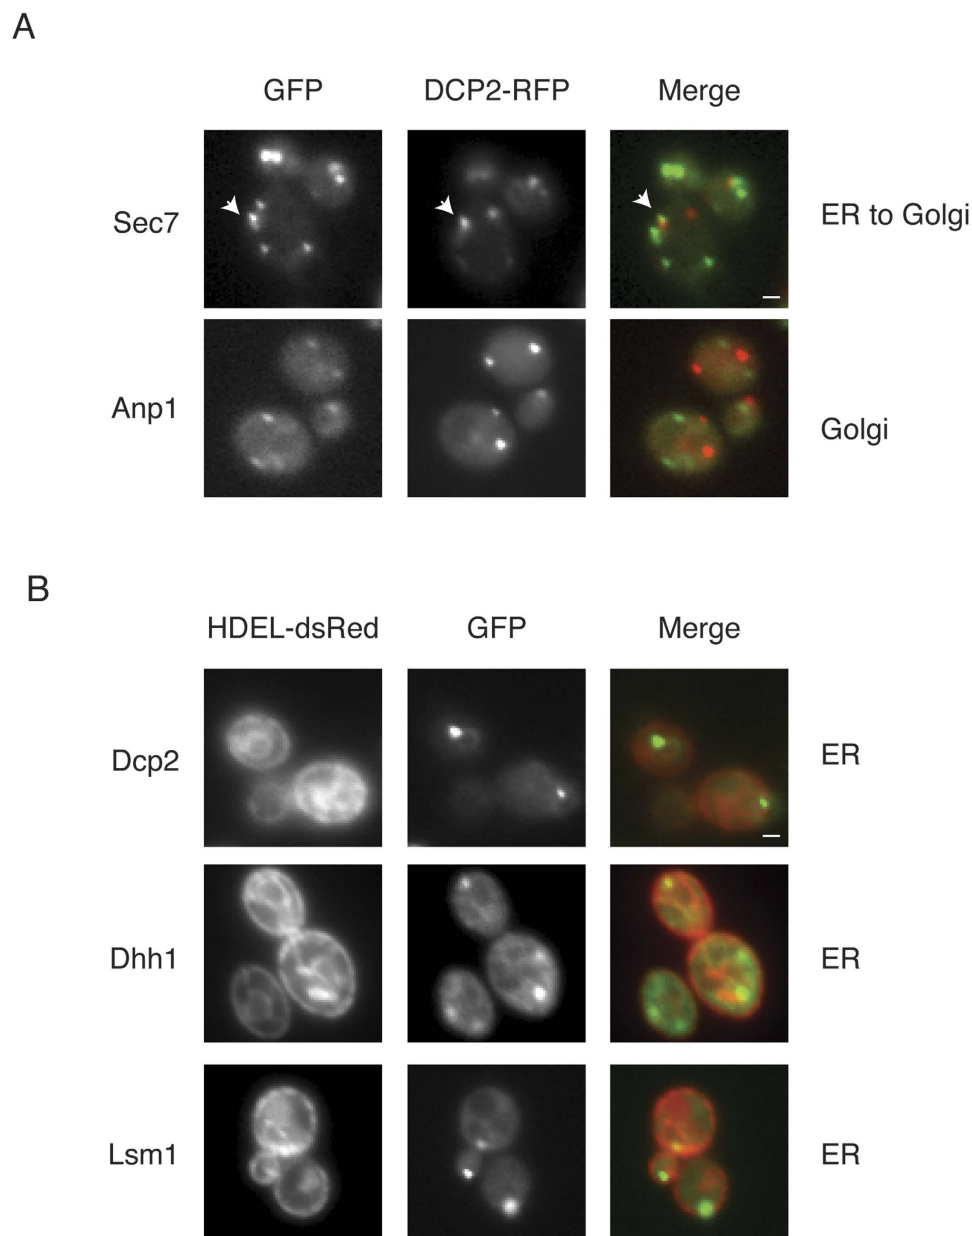 A
GFP DCP2-RFP Merge
Sec7 ER to Golgi
Anp1 Golgi
B
HDEL-dsRed GFP Merge
Dcp2 ER
Dhh1 ER
Lsm1 ER